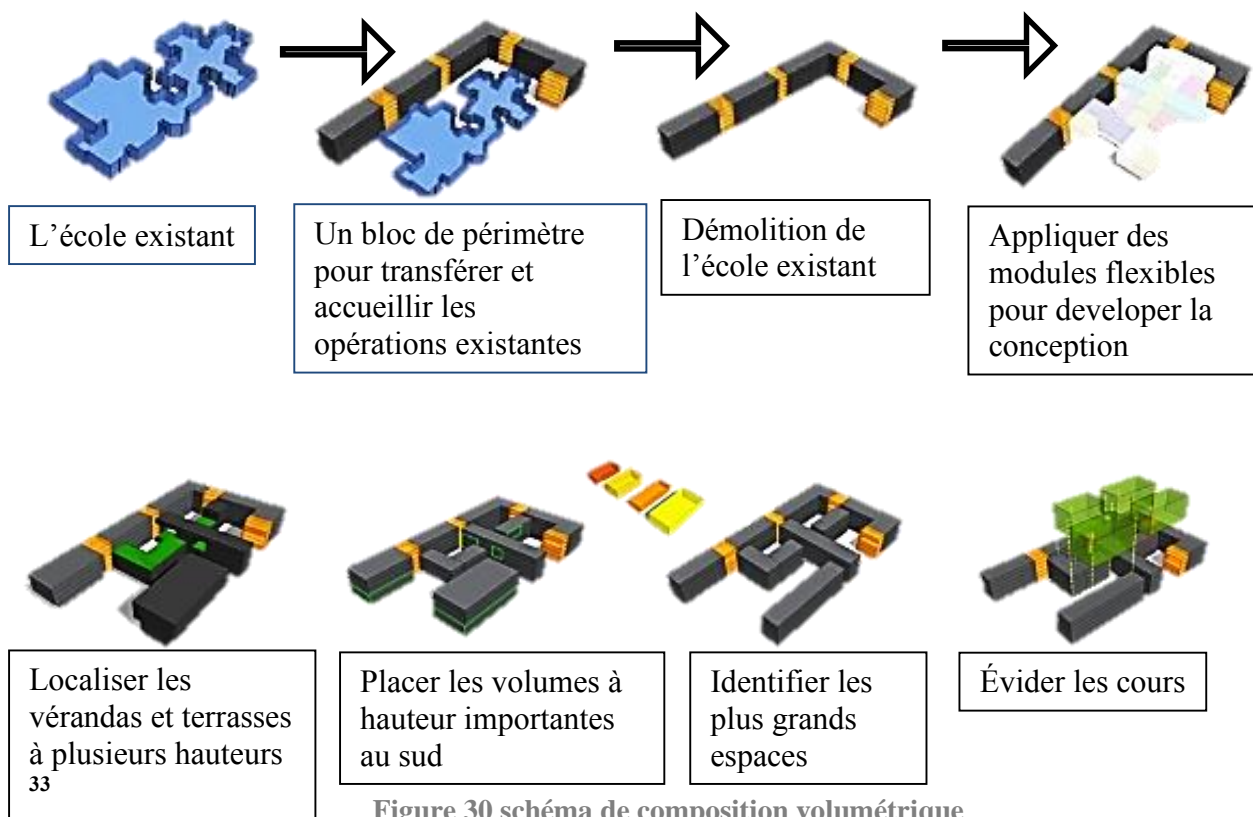 L'école existant
Un bloc de périmètre
pour transférer et
accueillir les
opérations existantes
Démolition de
l'école existant
Appliquer des
modules flexibles
pour developer la
conception
Localiser les
vérandas et terrasses
à plusieurs hauteurs
33
Placer les volumes à
hauteur importantes
au sud
Identifier les
plus grands
espaces
Évider les cours
Figure 30 schéma de composition volumétrique